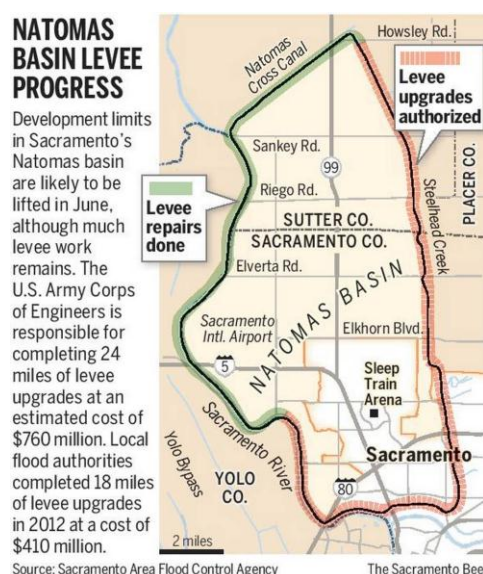 NATOMAS
BASIN LEVEE
PROGRESS
Development limits
in Sacramento's
Natomas basin
are likely to be
lifted in June,
although much
levee work
remains. The
U.S. Army Corps
of Engineers is
responsible for
completing 24
miles of levee
upgrades at an
estimated cost of
$760 million. Local
flood authorities
completed 18 miles
of levee upgrades
in 2012 at a cost of
$410 million.
Howsley Rd.
Natomas
Cross Canal
Levee
upgrades
authorized
Sankey Rd.
99
PLACER CO.
Riego Rd.
Levee
repairs
done
Steelhead Creek
SUTTER CO.
SACRAMENTO CO.
Elverta Rd.
NATOMAS BASIN
Sacramento
Intl. Airport
Elkhorn Blvd.
5
Sleep
Train
Arena
Sacramento River
Sacramento
Yolo Bypass
YOLO
CO.
80
2 miles
Source: Sacramento Area Flood Control Agency
The Sacramento Bee